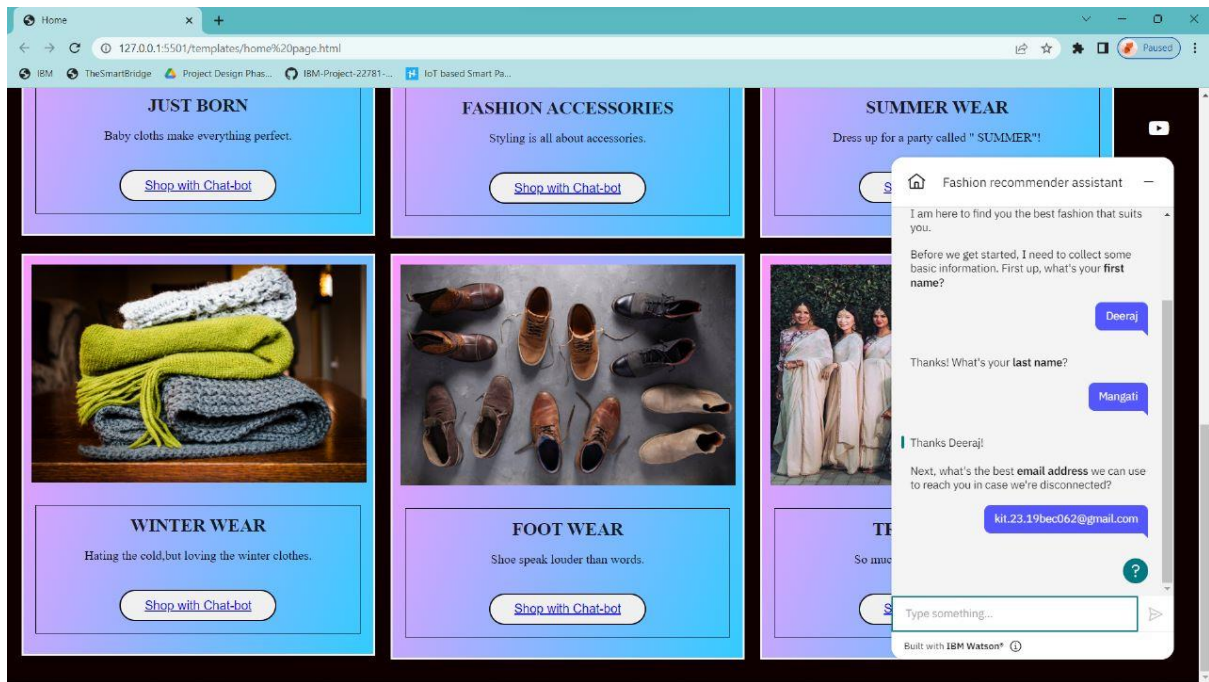 Home
127.0.0.1:5501/templates/home%20page.html
Paused
IBM
TheSmartBridge
Project Design Phas...
IBM-Project-22781-...
IoT based Smart Pa...
JUST BORN
Baby cloths make everything perfect.
Shop with Chat-bot
FASHION ACCESSORIES
Styling is all about accessories.
Shop with Chat-bot
SUMMER WEAR
Dress up for a party called " SUMMER"!
S
WINTER WEAR
Hating the cold,but loving the winter clothes.
Shop with Chat-bot
FOOT WEAR
Shoe speak louder than words.
Shop with Chat-bot
So muc
S
Fashion recommender assistant
I am here to find you the best fashion that suits
you.
Before we get started, I need to collect some
basic information. First up, what's your first
name?
Deeraj
Thanks! What's your last name?
Mangati
Thanks Deeraj!
Next, what's the best email address we can use
to reach you in case we're disconnected?
kit.23.19bec062@gmail.com
?
Type something...
Built with IBM Watson®